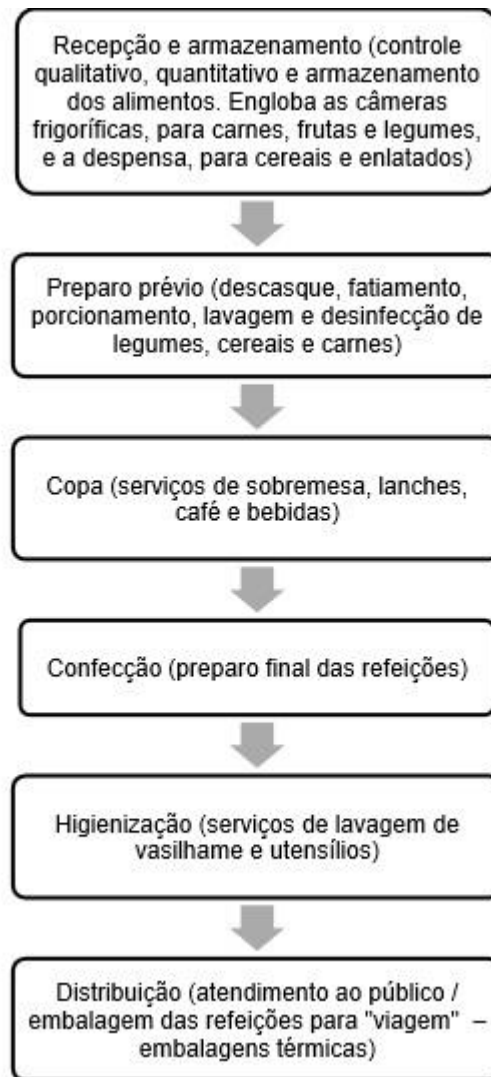 Recepção e armazenamento (controle
qualitativo, quantitativo e armazenamento
dos alimentos. Engloba as câmeras
frigoríficas, para carnes, frutas e legumes,
e a despensa, para cereais e enlatados)
Preparo prévio (descasque, fatiamento,
porcionamento, lavagem e desinfecção de
legumes, cereais e carnes)
Copa (serviços de sobremesa, lanches,
café e bebidas)
Confecção (preparo final das refeições)
Higienização (serviços de lavagem de
vasilhame e utensílios)
Distribuição (atendimento ao público /
embalagem das refeições para "viagem" –
embalagens térmicas)